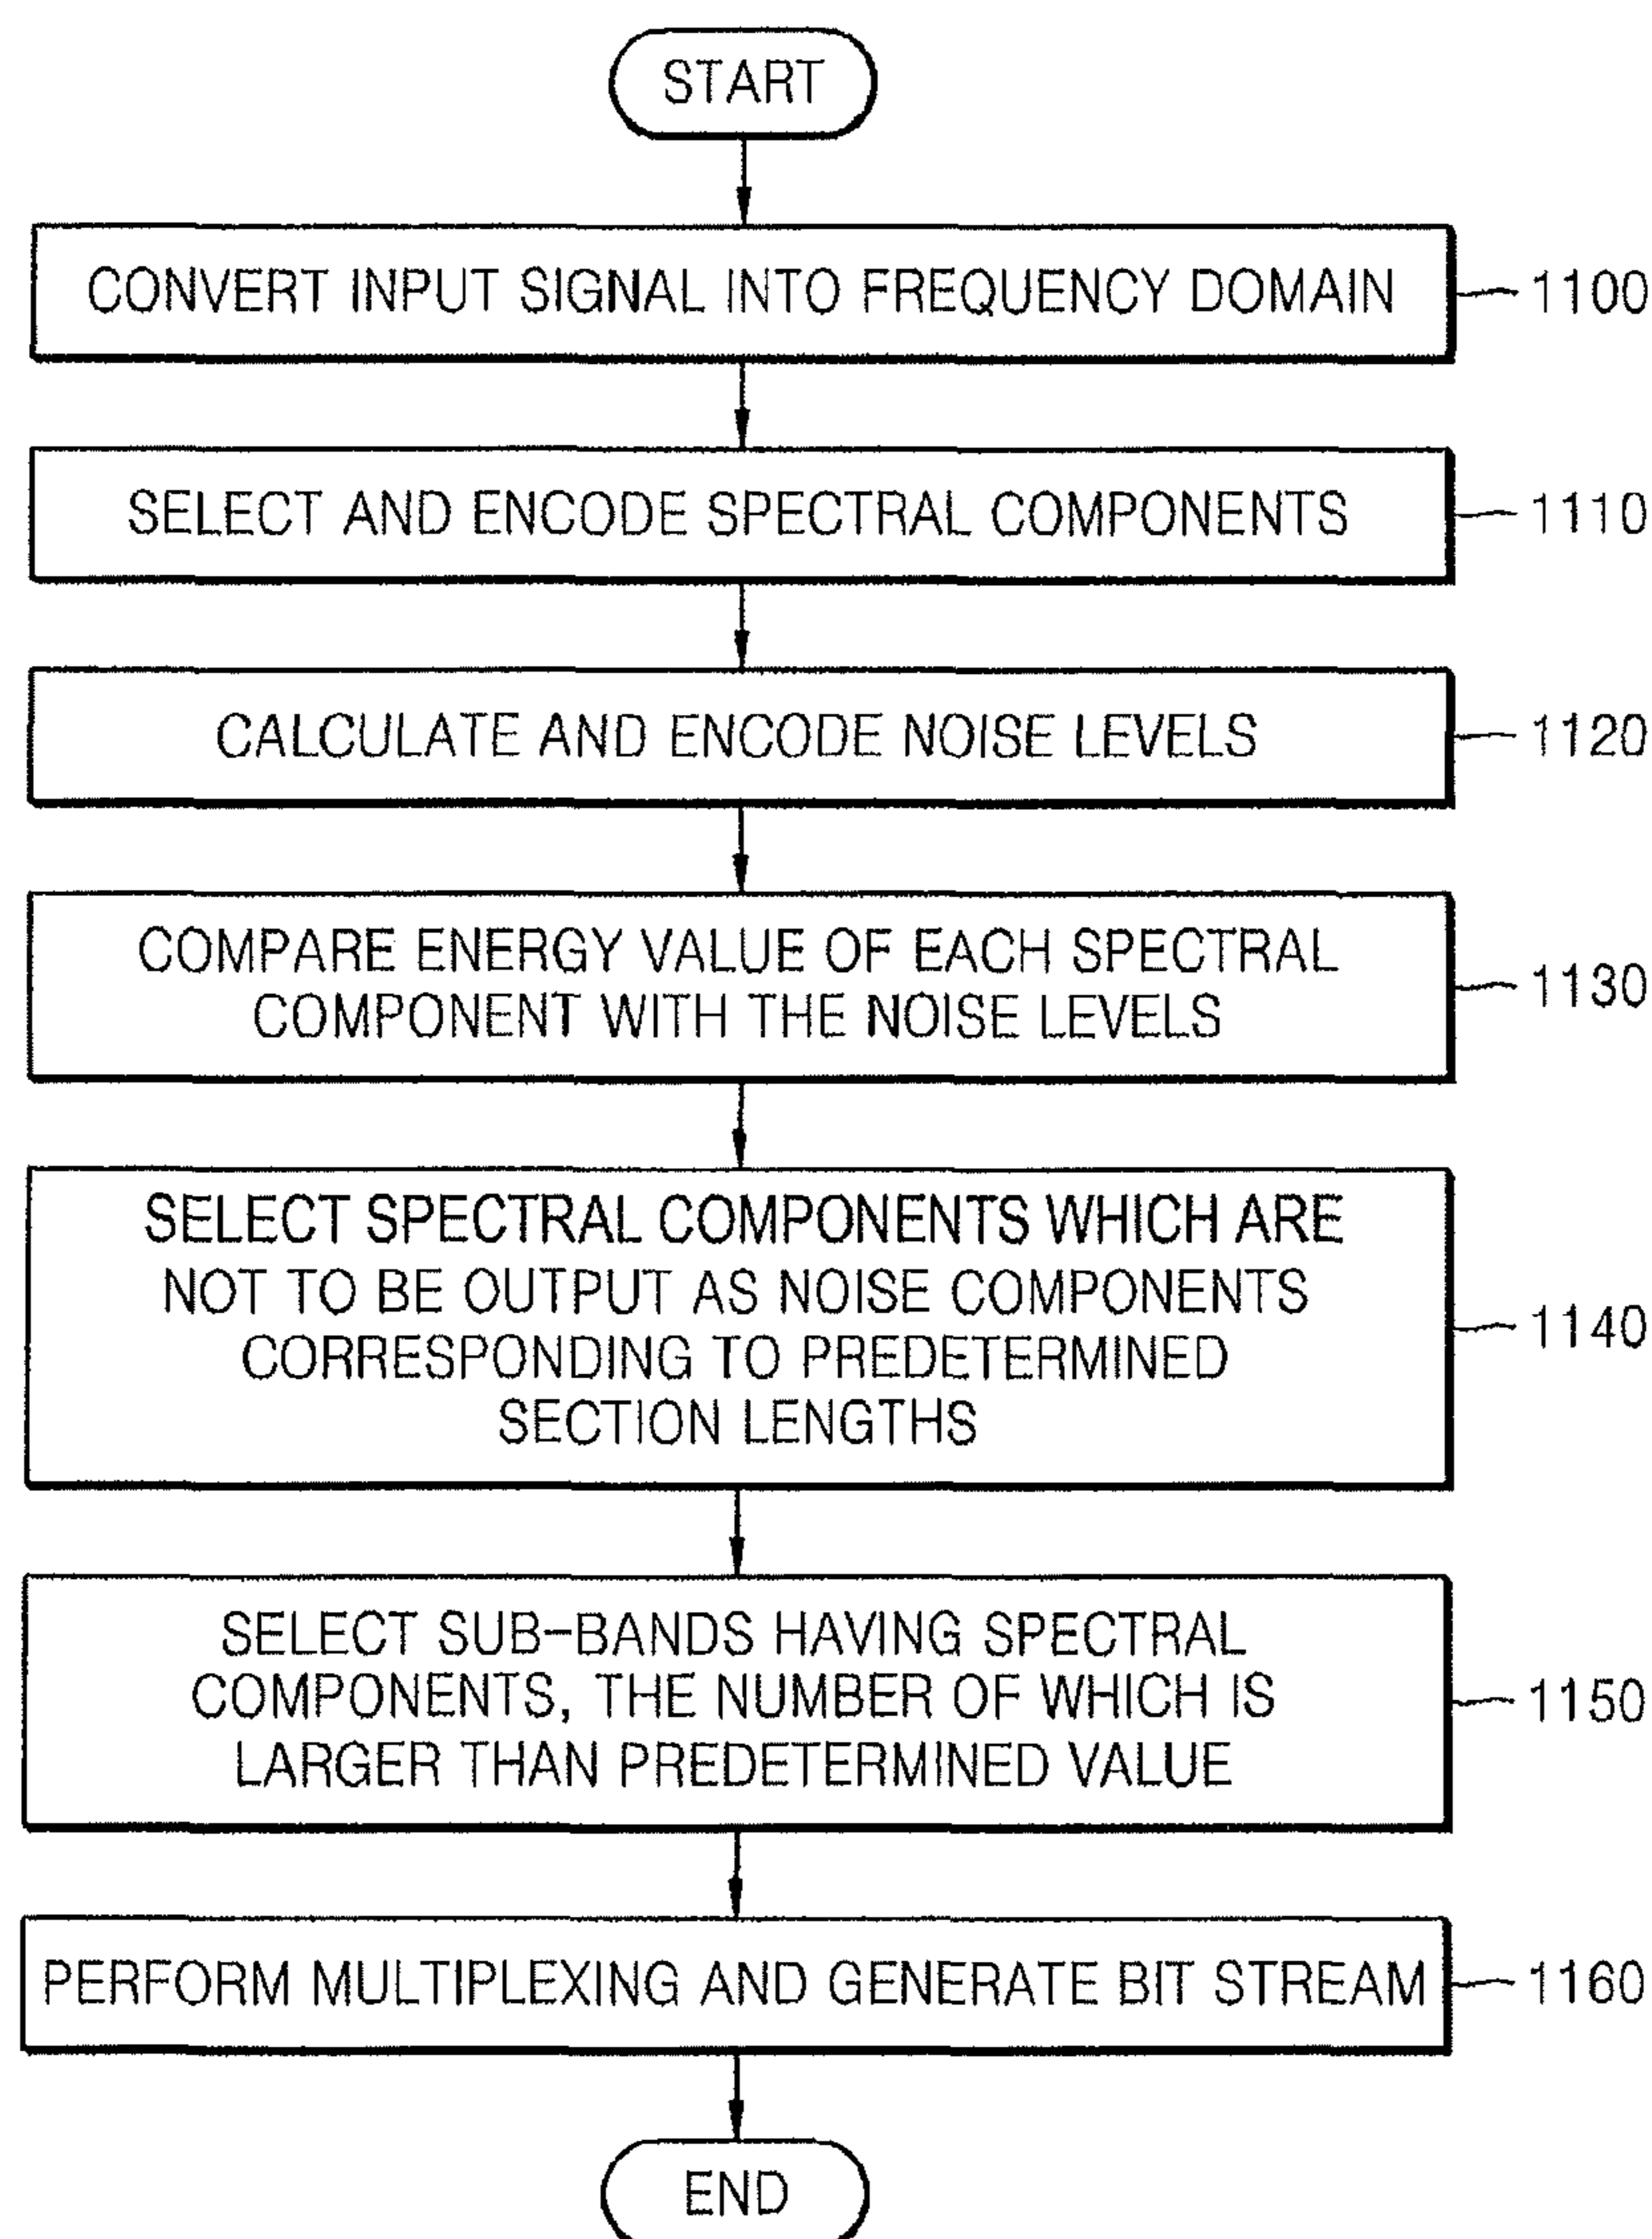 START
CONVERT INPUT SIGNAL INTO FREQUENCY DOMAIN
1100
SELECT AND ENCODE SPECTRAL COMPONENTS
1110
CALCULATE AND ENCODE NOISE LEVELS
1120
COMPARE ENERGY VALUE OF EACH SPECTRAL
COMPONENT WITH THE NOISE LEVELS
1130
SELECT SPECTRAL COMPONENTS WHICH ARE
NOT TO BE OUTPUT AS NOISE COMPONENTS
CORRESPONDING TO PREDETERMINED
SECTION LENGTHS
1140
SELECT SUB-BANDS HAVING SPECTRAL
COMPONENTS, THE NUMBER OF WHICH IS
LARGER THAN PREDETERMINED VALUE
1150
PERFORM MULTIPLEXING AND GENERATE BIT STREAM
1160
END